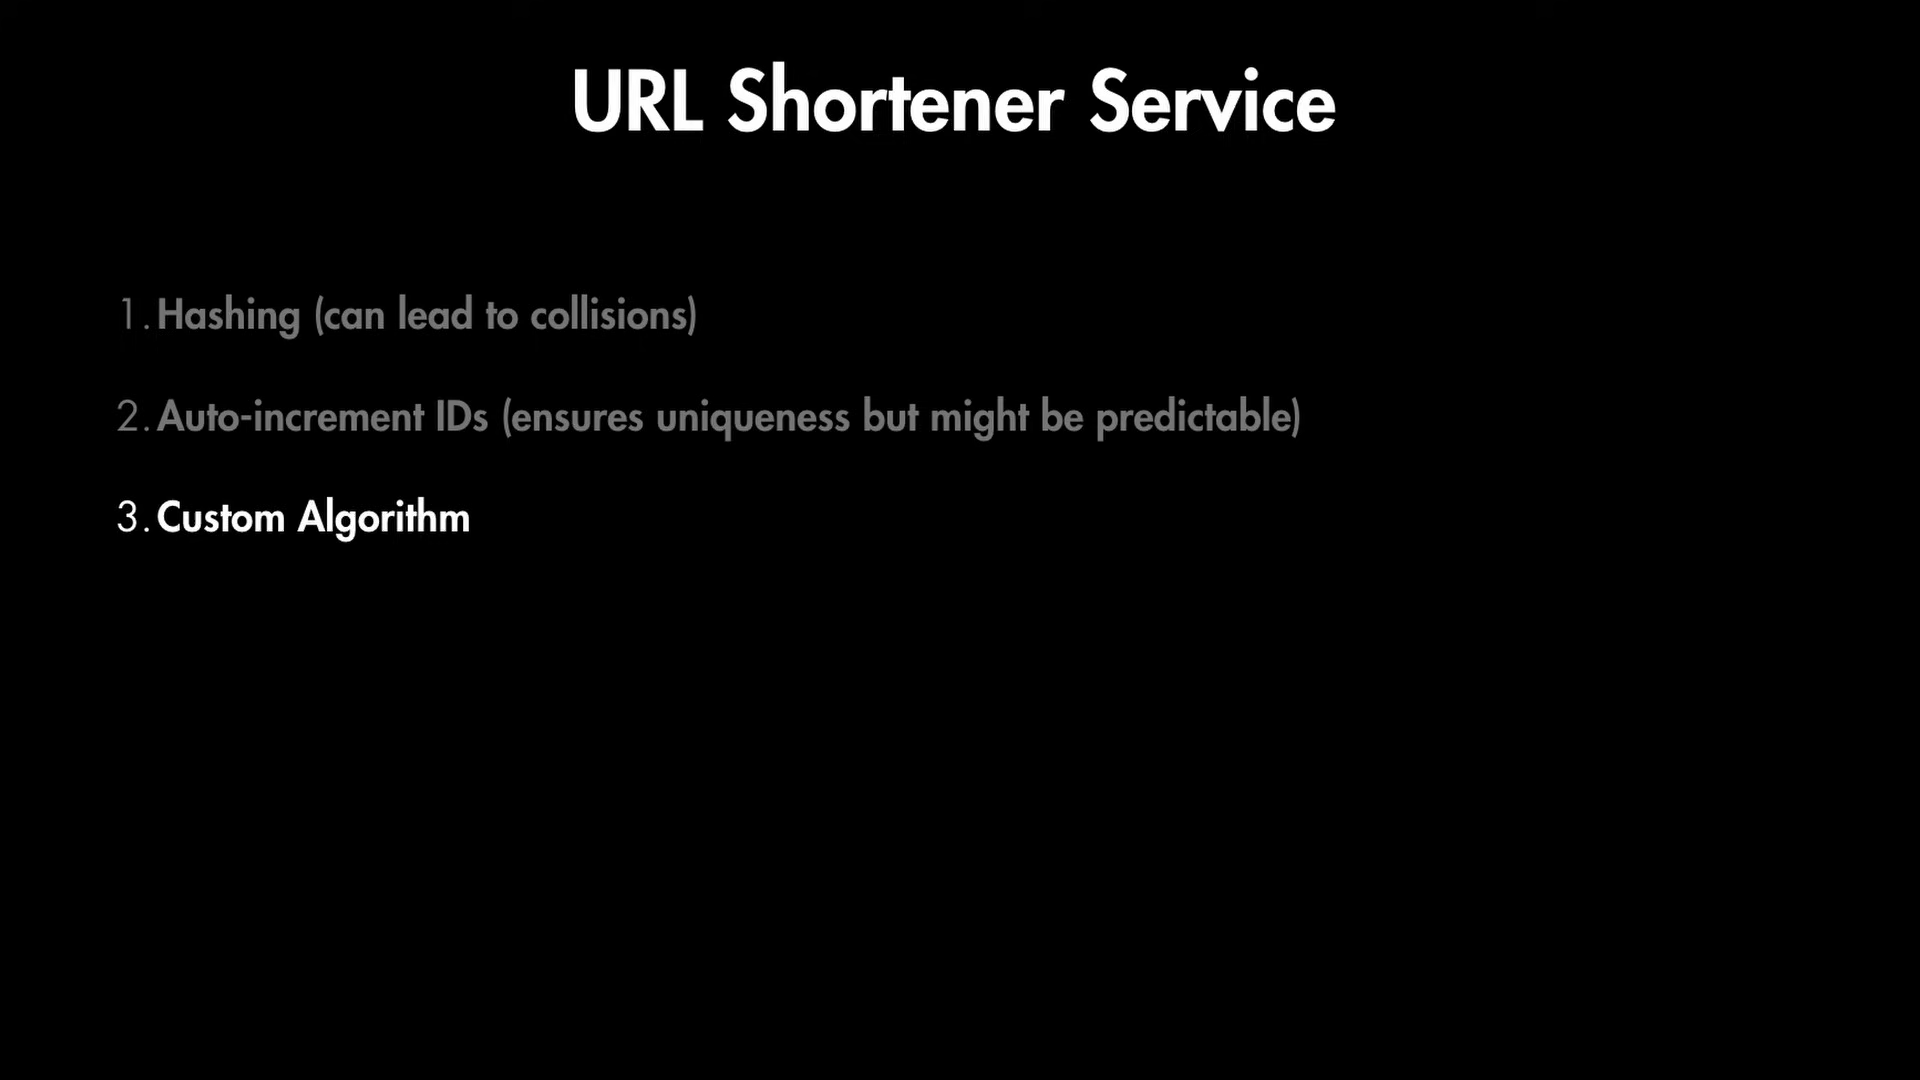 URL Shortener Service
1. Hashing (can lead to collisions)
2. Auto-increment IDs (ensures uniqueness but might be predictable)
3. Custom Algorithm